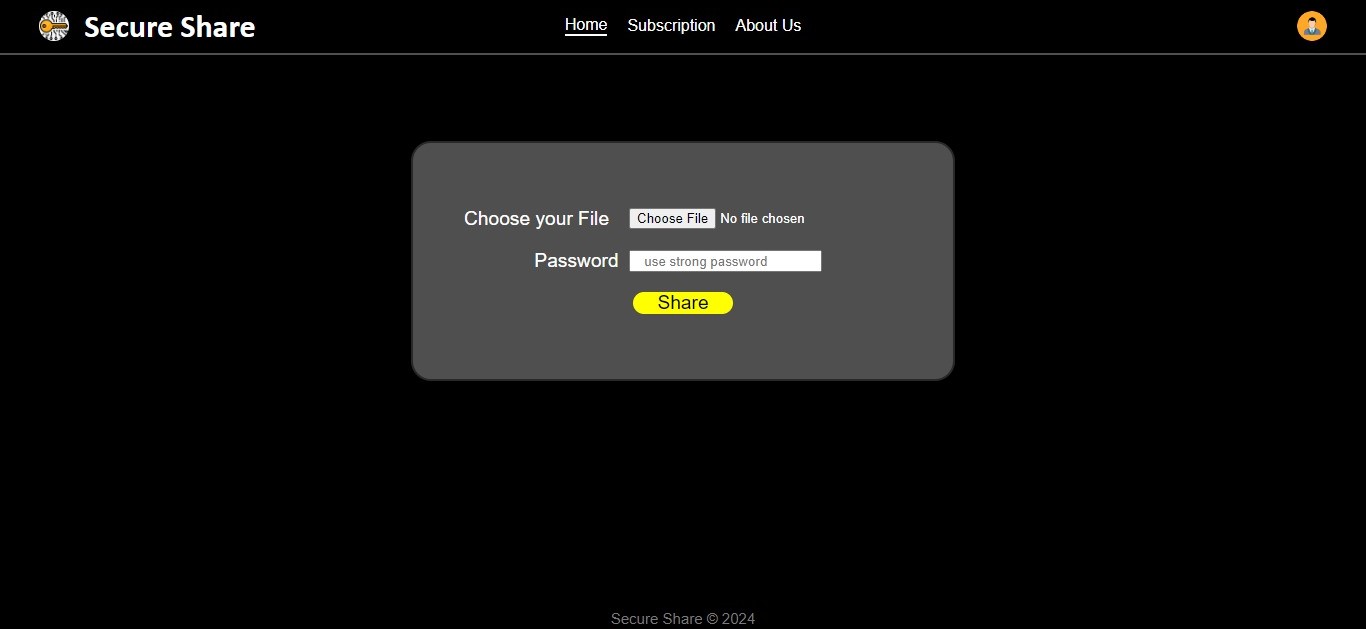 Secure Share
Home Subscription About Us
Choose your File Choose File No file chosen
Password use strong password
Share
Secure Share © 2024